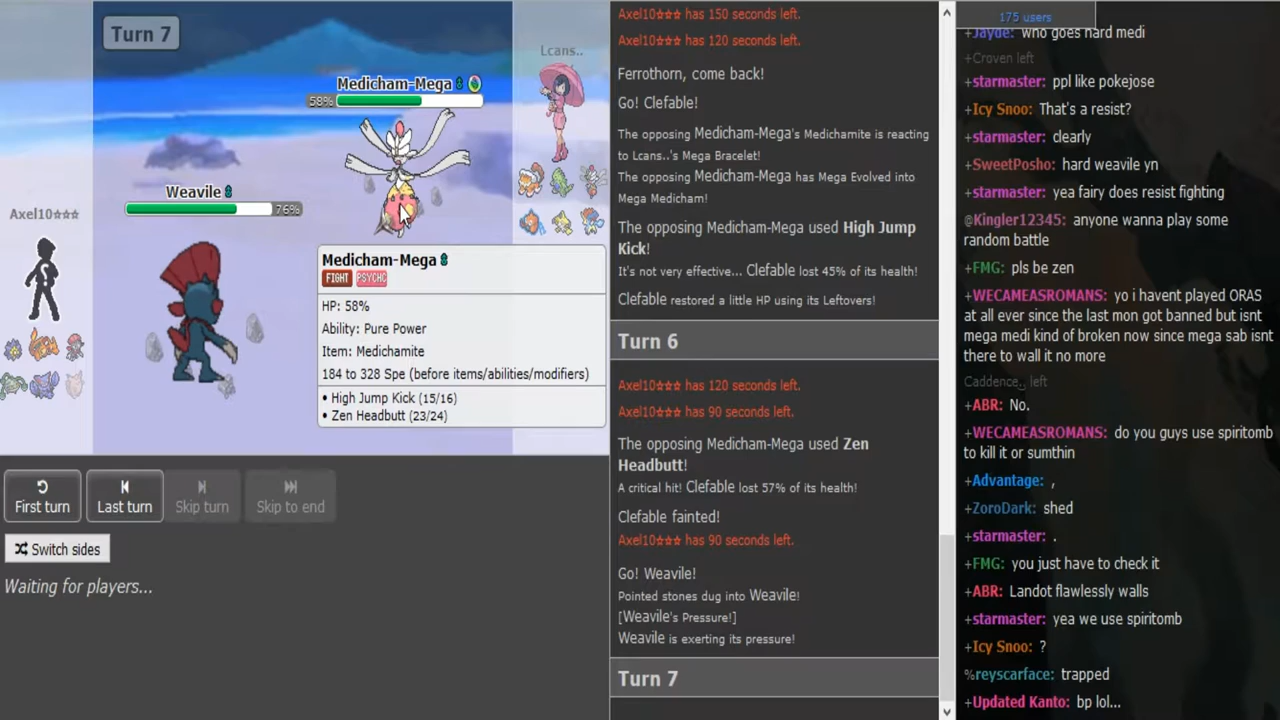 Turn 7
Axel10☆☆☆
Weavile
76%
Medicham-Mega
58%
Lcans..
Medicham-Mega
FIGHT PSYCHC
HP: 58%
Ability: Pure Power
Item: Medichamite
184 to 328 Spe (before items/abilities/modifiers)
• High Jump Kick (15/16)
• Zen Headbutt (23/24)
First turn
Last turn
Skip turn
Skip to end
Switch sides
Waiting for players...
Axel10☆☆☆ has 150 seconds left.
Axel10☆☆☆ has 120 seconds left.
Ferrothorn, come back!
Go! Clefable!
The opposing Medicham-Mega's Medichamite is reacting
to Lcans..'s Mega Bracelet!
The opposing Medicham-Mega has Mega Evolved into
Mega Medicham!
The opposing Medicham-Mega used High Jump
Kick!
It's not very effective... Clefable lost 45% of its health!
Clefable restored a little HP using its Leftovers!
Turn 6
Axel10☆☆☆ has 120 seconds left.
Axel10☆☆☆ has 90 seconds left.
The opposing Medicham-Mega used Zen
Headbutt!
A critical hit! Clefable lost 57% of its health!
Clefable fainted!
Axel10☆☆☆ has 90 seconds left.
Go! Weavile!
Pointed stones dug into Weavile!
[Weavile's Pressure!]
Weavile is exerting its pressure!
Turn 7
175 users
+Jayde: who goes hard medi
+Croven left
+starmaster: ppl like pokejose
+Icy Snoo: That's a resist?
+starmaster: clearly
+SweetPosho: hard weavile yn
+starmaster: yea fairy does resist fighting
@Kingler12345: anyone wanna play some
random battle
+FMG: pls be zen
+WECAMEASROMANS: yo i havent played ORAS
at all ever since the last mon got banned but isnt
mega medi kind of broken now since mega sab isnt
there to wall it no more
Caddence_ left
+ABR: No.
+WECAMEASROMANS: do you guys use spiritomb
to kill it or sumthin
+Advantage: ,
+ZoroDark: shed
+starmaster: .
+FMG: you just have to check it
+ABR: Landot flawlessly walls
+starmaster: yea we use spiritomb
+Icy Snoo: ?
%reyscarface: trapped
+Updated Kanto: bp lol...